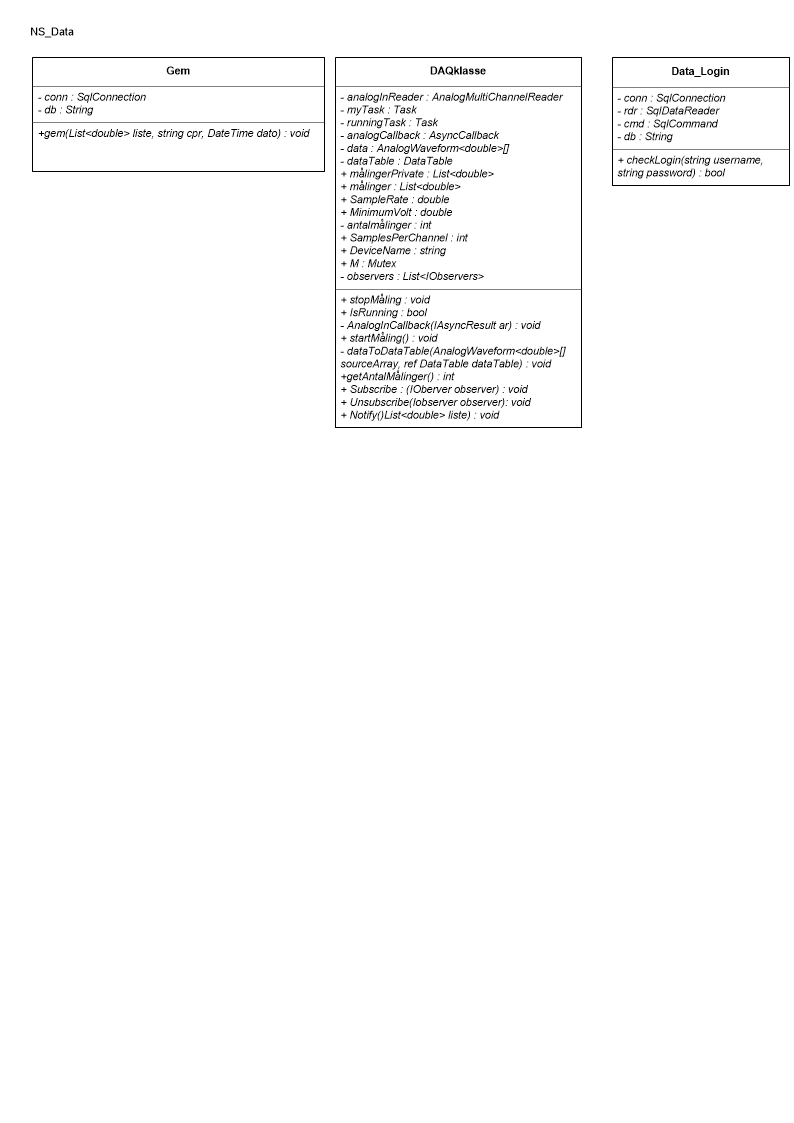 NS_Data
Gem
- conn : SqlConnection
- db : String
+gem(List<double> liste, string cpr, DateTime dato) : void
DAQklasse
- analogInReader : AnalogMultiChannelReader
- myTask : Task
- runningTask : Task
- analogCallback : AsyncCallback
- data : AnalogWaveform<double>[]
- dataTable : DataTable
+ målingerPrivate : List<double>
+ målinger : List<double>
+ SampleRate : double
+ MinimumVolt : double
- antalmålinger : int
+ SamplesPerChannel : int
+ DeviceName : string
+ M : Mutex
- observers : List<IObservers>
+ stopMåling : void
+ IsRunning : bool
- AnalogInCallback(IAsyncResult ar) : void
+ startMåling() : void
- dataToDataTable(AnalogWaveform<double>[]
sourceArray, ref DataTable dataTable) : void
+getAntalMålinger() : int
+ Subscribe : (IOberver observer) : void
+ Unsubscribe(Iobserver observer): void
+ Notify()List<double> liste) : void
Data_Login
- conn : SqlConnection
- rdr : SqlDataReader
- cmd : SqlCommand
- db : String
+ checkLogin(string username,
string password) : bool